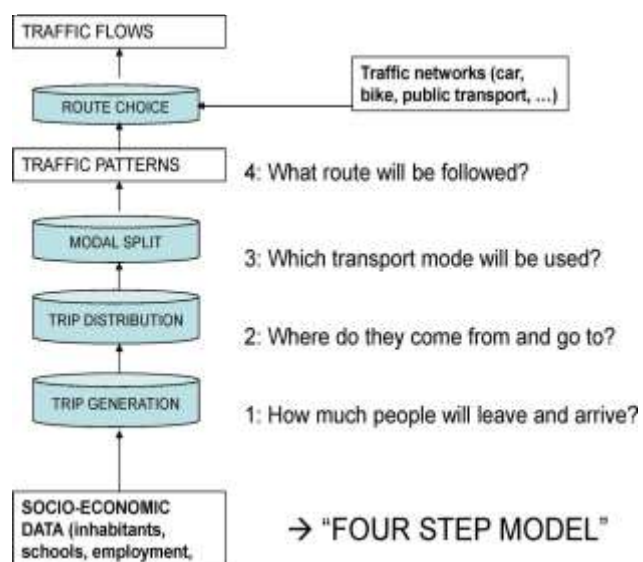 TRAFFIC FLOWS
ROUTE CHOICE
Traffic networks (car,
bike, public transport, ...)
TRAFFIC PATTERNS
4: What route will be followed?
MODAL SPLIT
3: Which transport mode will be used?
TRIP DISTRIBUTION
2: Where do they come from and go to?
TRIP GENERATION
1: How much people will leave and arrive?
SOCIO-ECONOMIC
DATA (inhabitants,
schools, employment,
→ “FOUR STEP MODEL”